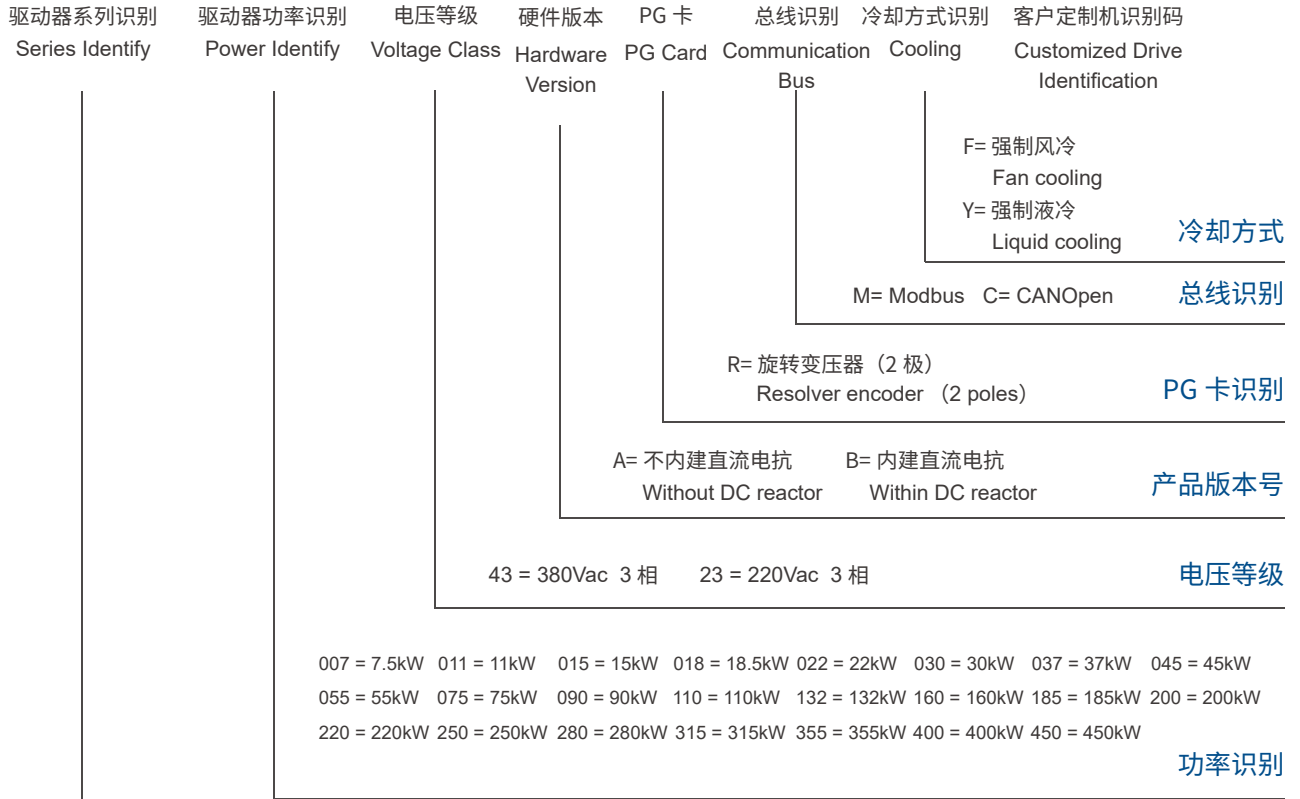 驱动器系列识别 驱动器功率识别 电压等级 硬件版本 PG 卡 总线识别 冷却方式识别 客户定制机识别码
Series Identify Power Identify Voltage Class Hardware Version PG Card Communication Bus Cooling Customized Drive Identification
F= 强制风冷
Fan cooling
Y= 强制液冷
Liquid cooling
冷却方式
M= Modbus C= CANOpen 总线识别
R= 旋转变压器（2 极）
Resolver encoder （2 poles）
PG 卡识别
A= 不内建直流电抗 B= 内建直流电抗
Without DC reactor Within DC reactor
产品版本号
43 = 380Vac 3 相 23 = 220Vac 3 相 电压等级
007 = 7.5kW 011 = 11kW 015 = 15kW 018 = 18.5kW 022 = 22kW 030 = 30kW 037 = 37kW 045 = 45kW
055 = 55kW 075 = 75kW 090 = 90kW 110 = 110kW 132 = 132kW 160 = 160kW 185 = 185kW 200 = 200kW
220 = 220kW 250 = 250kW 280 = 280kW 315 = 315kW 355 = 355kW 400 = 400kW 450 = 450kW
功率识别